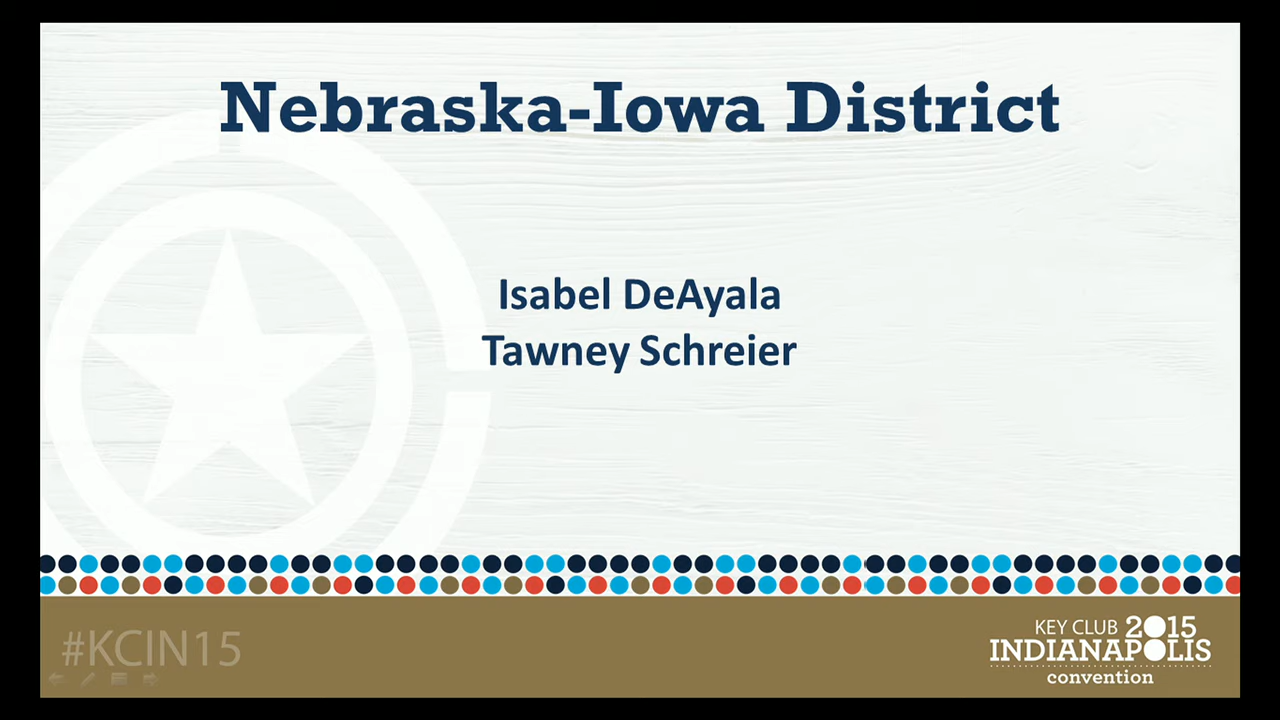 Nebraska-Iowa District
Isabel DeAyala
Tawney Schreier
#KCIN15
KEY CLUB 2015
INDIANAPOLIS
convention